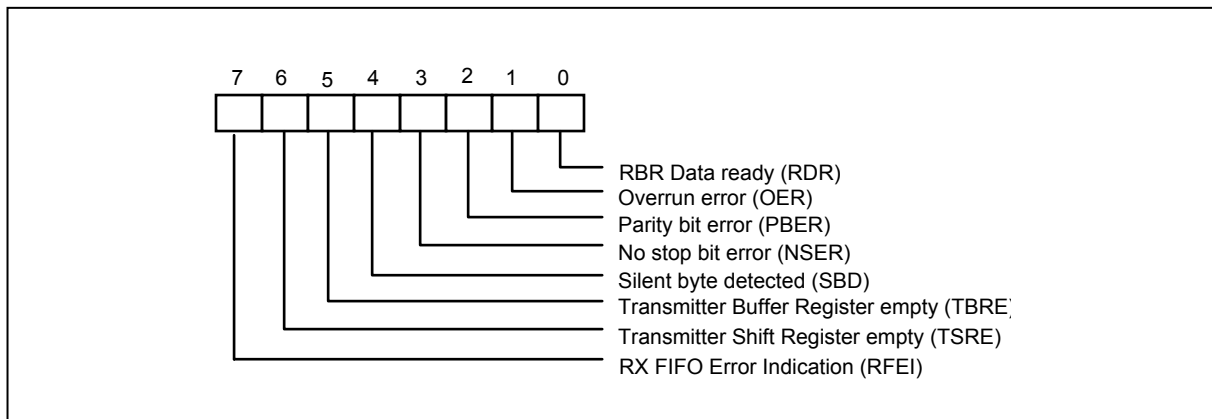 7 6 5 4 3 2 1 0
RBR Data ready (RDR)
Overrun error (OER)
Parity bit error (PBER)
No stop bit error (NSER)
Silent byte detected (SBD)
Transmitter Buffer Register empty (TBRE)
Transmitter Shift Register empty (TSRE)
RX FIFO Error Indication (RFEI)